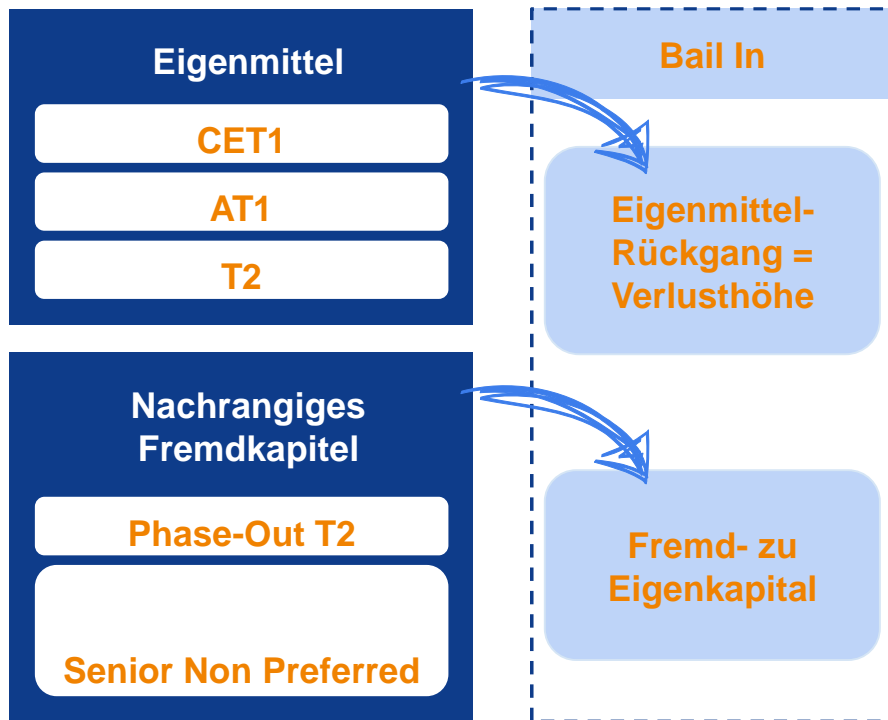 Eigenmittel
CET1
AT1
T2
Nachrangiges
Fremdkapitel
Phase-Out T2
Senior Non Preferred
Bail In
Eigenmittel-
Rückgang =
Verlusthöhe
Fremd- zu
Eigenkapital